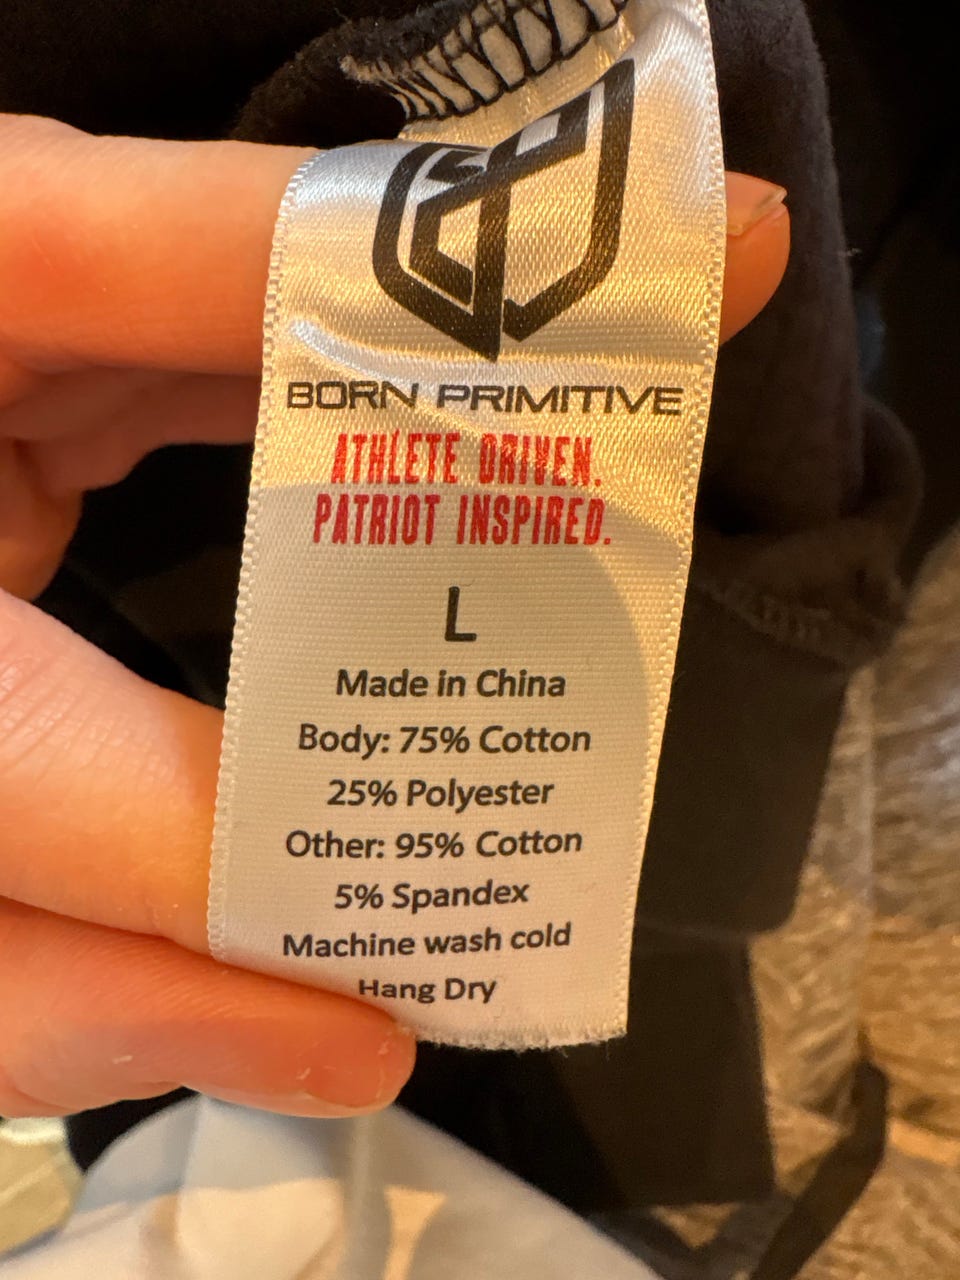 BORN PRIMITIVE
ATHLETE DRIVEN.
PATRIOT INSPIRED.
L
Made in China
Body: 75% Cotton
25% Polyester
Other: 95% Cotton
5% Spandex
Machine wash cold
Hang Dry